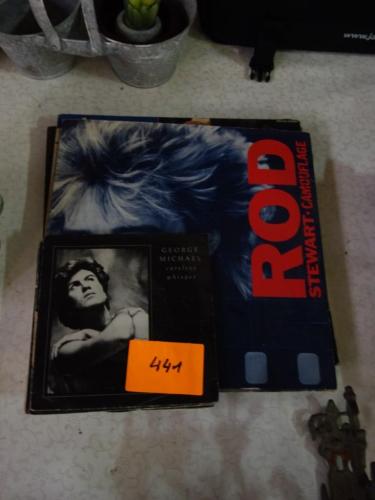 ROD
STEWART · CAMOUFLAGE
GEORGE
MICHAEL
careless
whisper
441